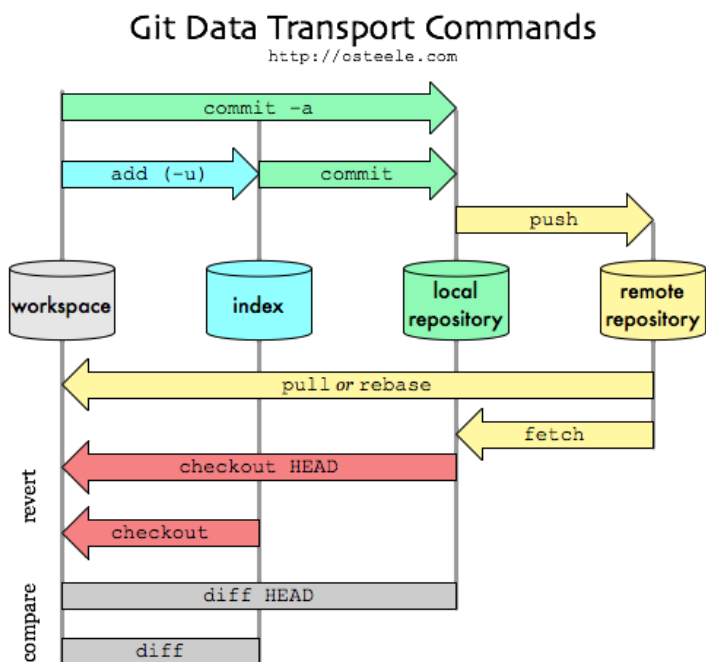 Git Data Transport Commands
http://osteele.com
commit -a
add (-u)
commit
push
workspace
index
local
repository
remote
repository
pull or rebase
fetch
revert
checkout HEAD
checkout
compare
diff HEAD
diff